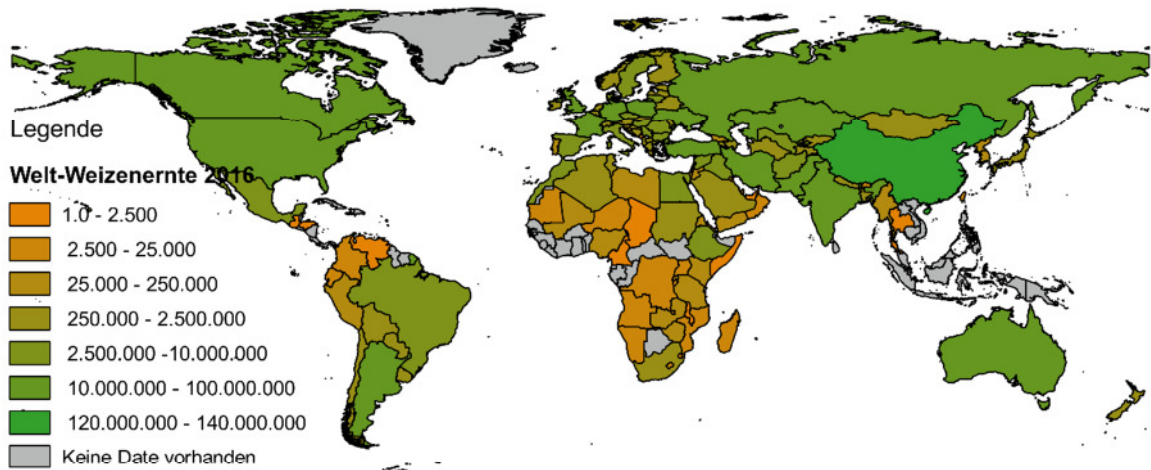 Legende
Welt-Weizenernte 2016
1.0 - 2.500
2.500 - 25.000
25.000 - 250.000
250.000 - 2.500.000
2.500.000 -10.000.000
10.000.000 - 100.000.000
120.000.000 - 140.000.000
Keine Date vorhanden